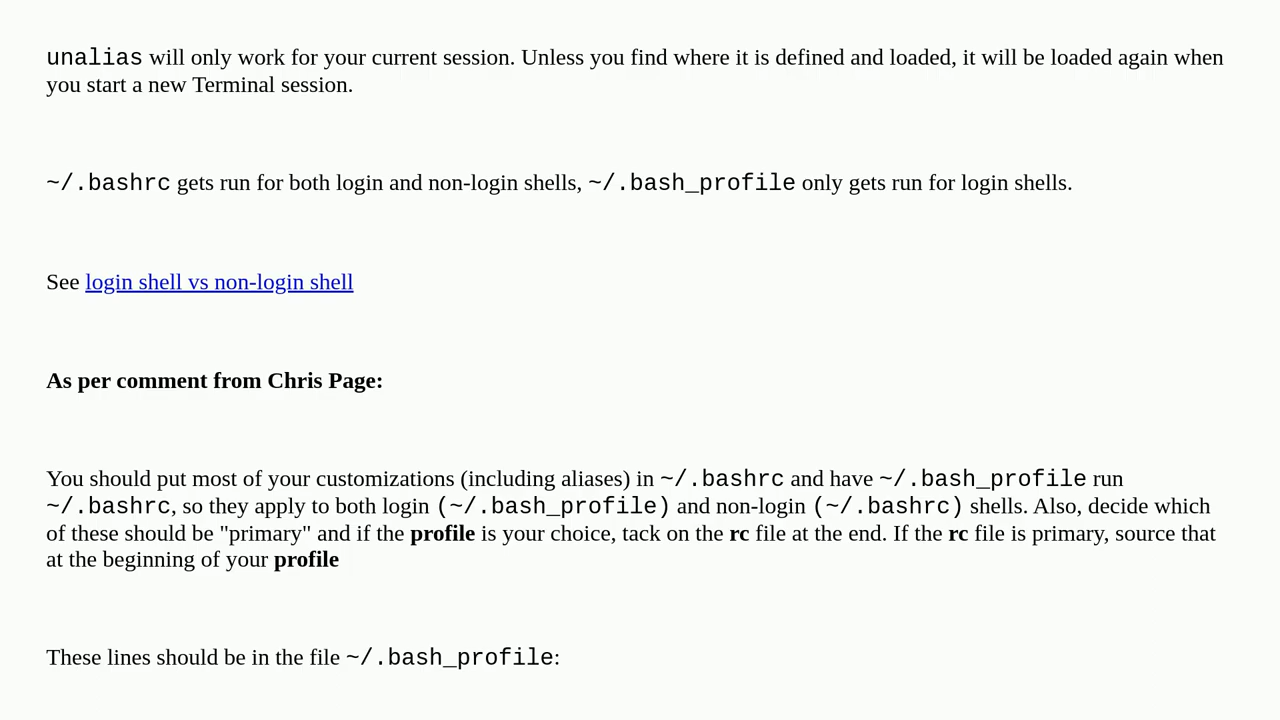 unalias will only work for your current session. Unless you find where it is defined and loaded, it will be loaded again when
you start a new Terminal session.
~/.bashrc gets run for both login and non-login shells, ~/.bash_profile only gets run for login shells.
See login shell vs non-login shell
As per comment from Chris Page:
You should put most of your customizations (including aliases) in ~/.bashrc and have ~/.bash_profile run
~/.bashrc, so they apply to both login (~/.bash_profile) and non-login (~/.bashrc) shells. Also, decide which
of these should be "primary" and if the profile is your choice, tack on the rc file at the end. If the rc file is primary, source that
at the beginning of your profile
These lines should be in the file ~/.bash_profile: